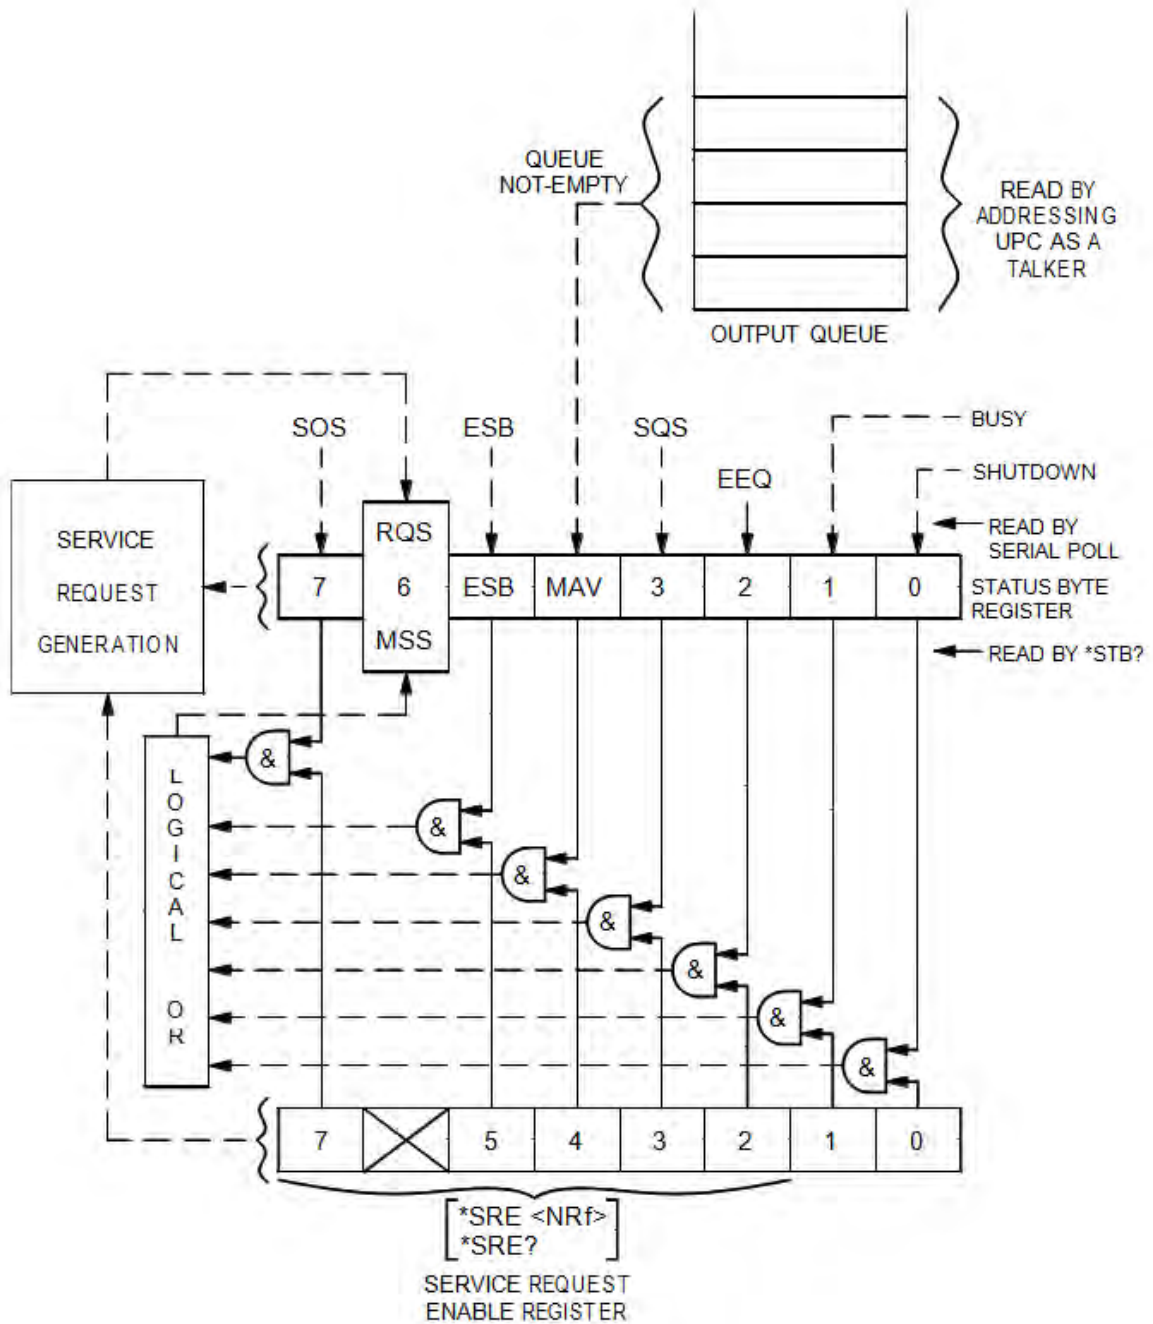 QUEUE
NOT-EMPTY
READ BY
ADDRESSING
UPC AS A
TALKER
OUTPUT QUEUE
SOS
ESB
SQS
EEQ
BUSY
SHUTDOWN
READ BY
SERIAL POLL
SERVICE
REQUEST
GENERATION
RQS
7 6 ESB MAV 3 2 1 0
MSS
STATUS BYTE
REGISTER
READ BY *STB?
LOGICAL OR
&
&
&
&
&
&
&
7 5 4 3 2 1 0
*SRE <NRf>
*SRE?
SERVICE REQUEST
ENABLE REGISTER